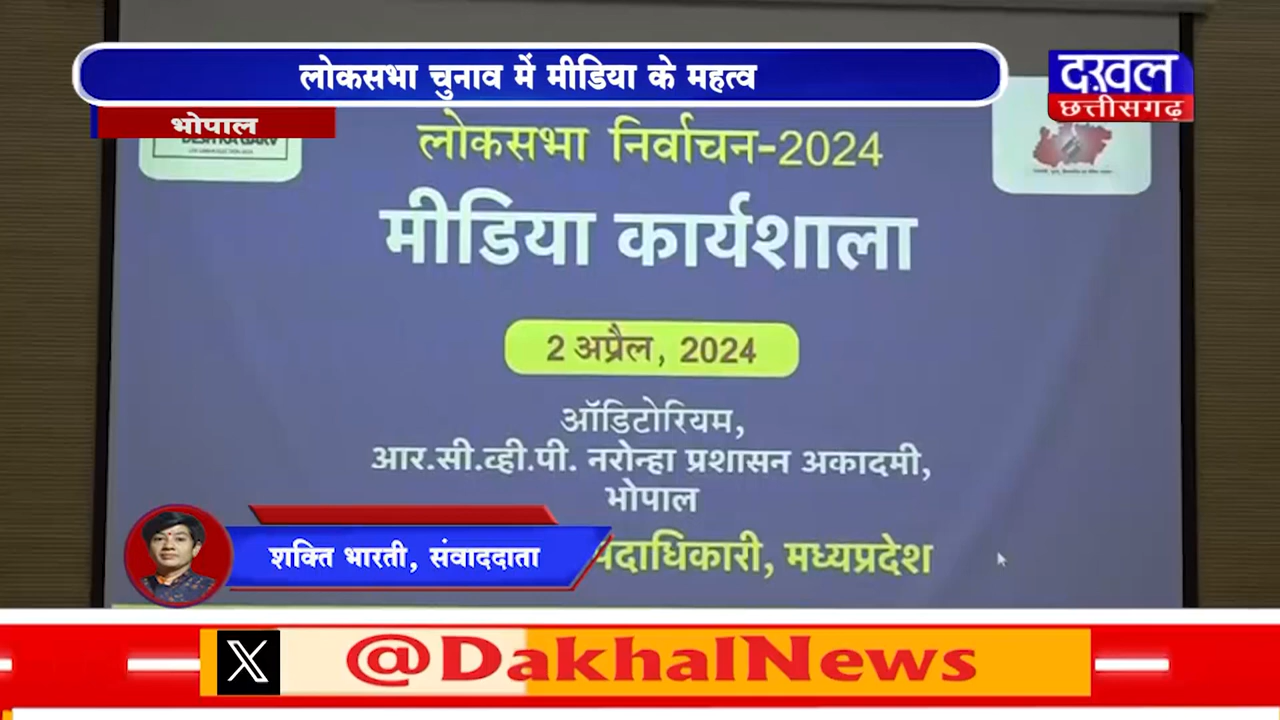 लोकसभा चुनाव में मीडिया के महत्व
दख़ल
छत्तीसगढ़
भोपाल
लोकसभा निर्वाचन-2024
मीडिया कार्यशाला
2 अप्रैल, 2024
ऑडिटोरियम,
आर.सी.व्ही.पी. नरोन्हा प्रशासन अकादमी,
भोपाल
पदाधिकारी, मध्यप्रदेश
शक्ति भारती, संवाददाता
X @DakhalNews